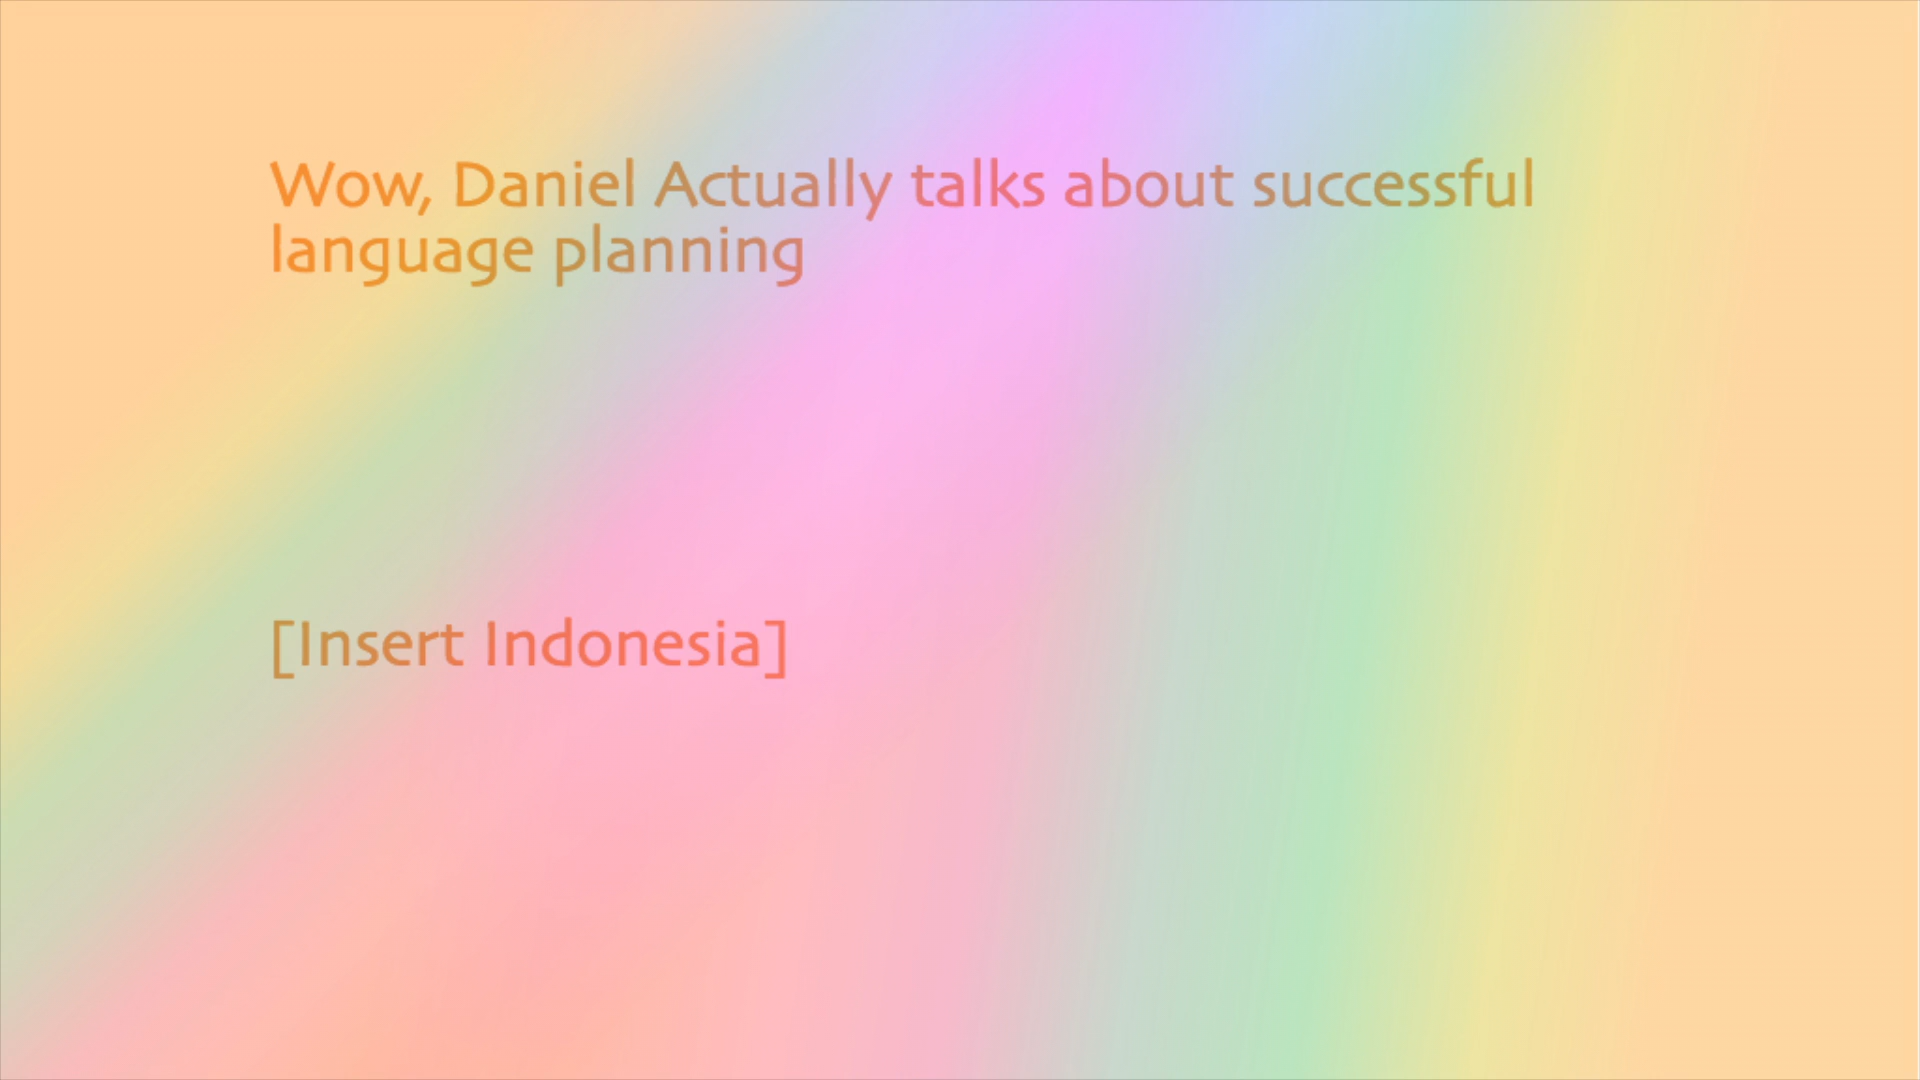 Wow, Daniel Actually talks about successful
language planning
[Insert Indonesia]